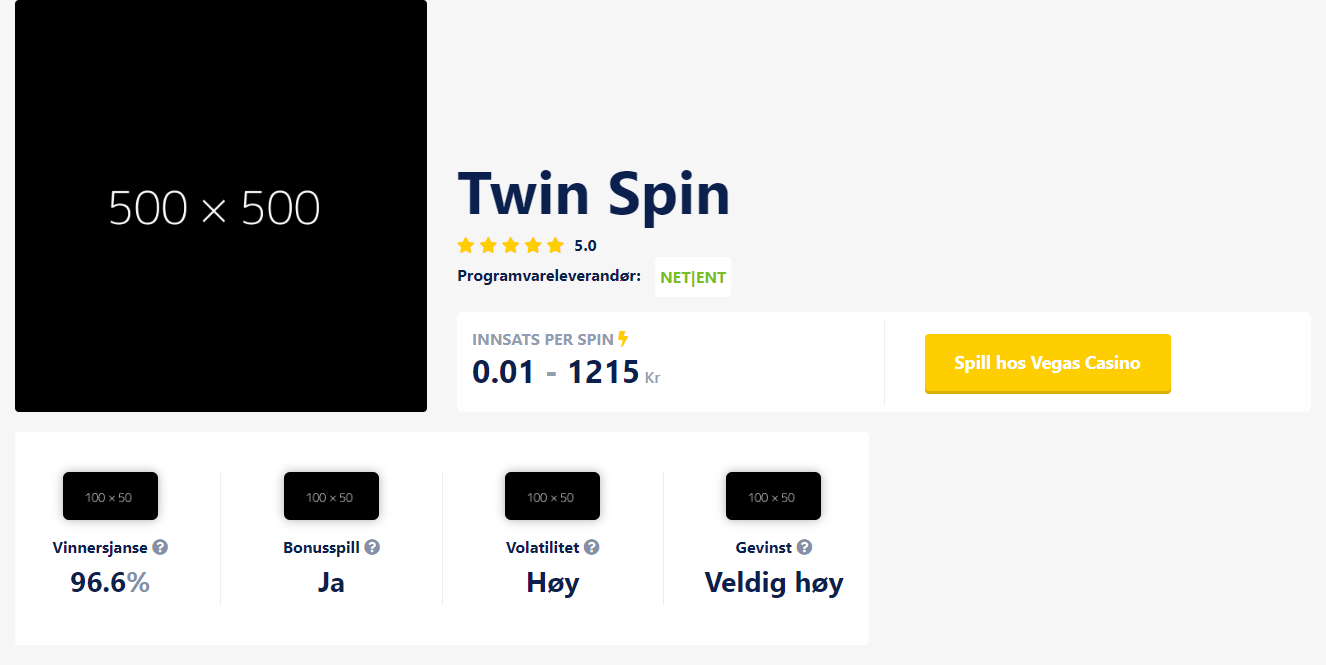 500 × 500
Twin Spin
5.0
Programvareleverandør: NET|ENT
INNSATS PER SPIN
0.01 - 1215 Kr
Spill hos Vegas Casino
100 × 50
100 × 50
100 × 50
100 × 50
Vinnersjanse ?
Bonusspill ?
Volatilitet ?
Gevinst ?
96.6%
Ja
Høy
Veldig høy